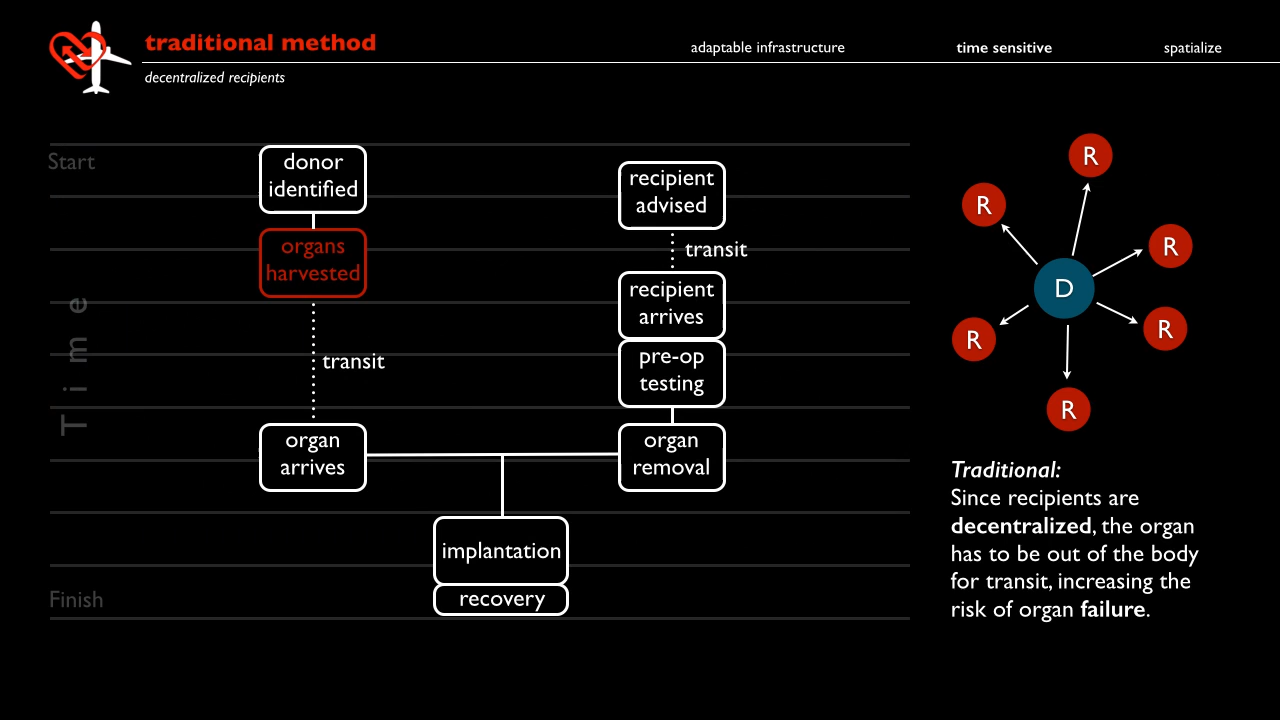 traditional method
adaptable infrastructure
time sensitive
spatialize
decentralized recipients
Start
Time
Finish
donor
identified
organs
harvested
transit
organ
arrives
recipient
advised
transit
recipient
arrives
pre-op
testing
organ
removal
implantation
recovery
R
R
R
D
R
R
R
Traditional:
Since recipients are
decentralized, the organ
has to be out of the body
for transit, increasing the
risk of organ failure.